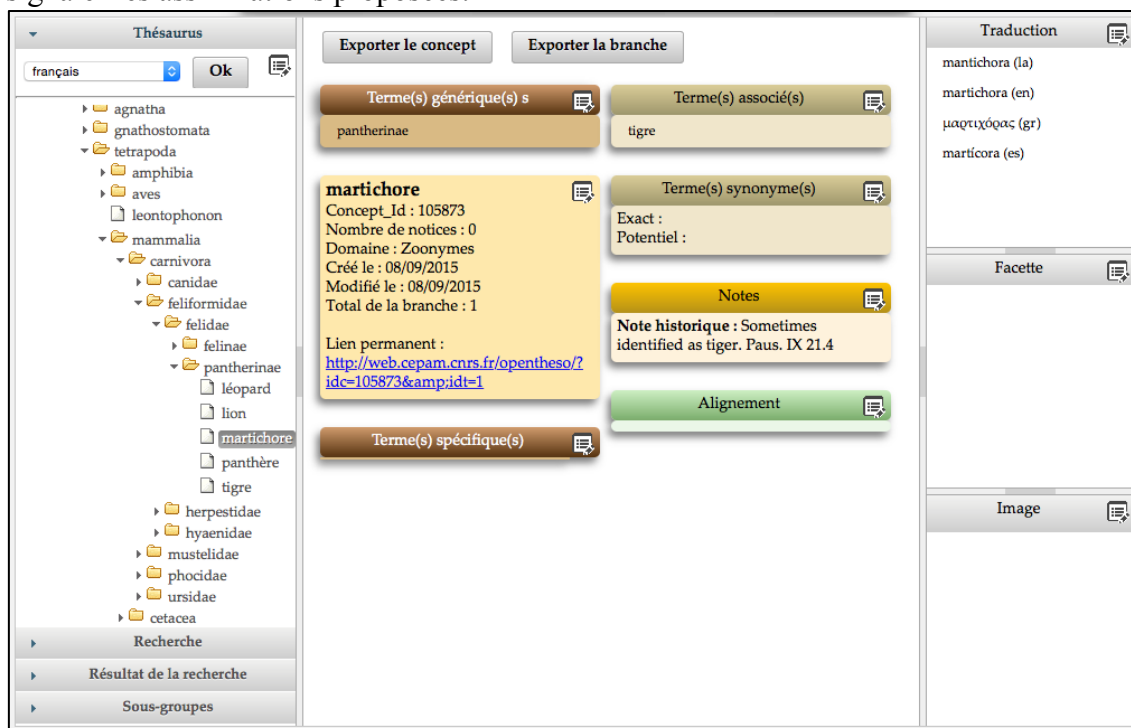 Thésaurus
français
Ok
agnatha
gnathostomata
tetrapoda
amphibia
aves
leontophonon
mammalia
carnivora
canidae
feliformidae
felidae
felinae
pantherinae
léopard
lion
martichore
panthère
tigre
herpestidae
hyaenidae
mustelidae
phocidae
ursidae
cetacea
Recherche
Résultat de la recherche
Sous-groupes
Exporter le concept
Exporter la branche
Terme(s) générique(s) s
pantherinae
Terme(s) associé(s)
tigre
martichore
Concept_Id : 105873
Nombre de notices : 0
Domaine : Zoonymes
Créé le : 08/09/2015
Modifié le : 08/09/2015
Total de la branche : 1
Lien permanent :
http://web.cepam.cnrs.fr/opentheso/?
idc=105873&amp;idt=1
Terme(s) spécifique(s)
Terme(s) synonyme(s)
Exact :
Potentiel :
Notes
Note historique : Sometimes
identified as tiger. Paus. IX 21.4
Alignement
Traduction
mantichora (la)
martichora (en)
μαρτιχόρας (gr)
martícora (es)
Facette
Image